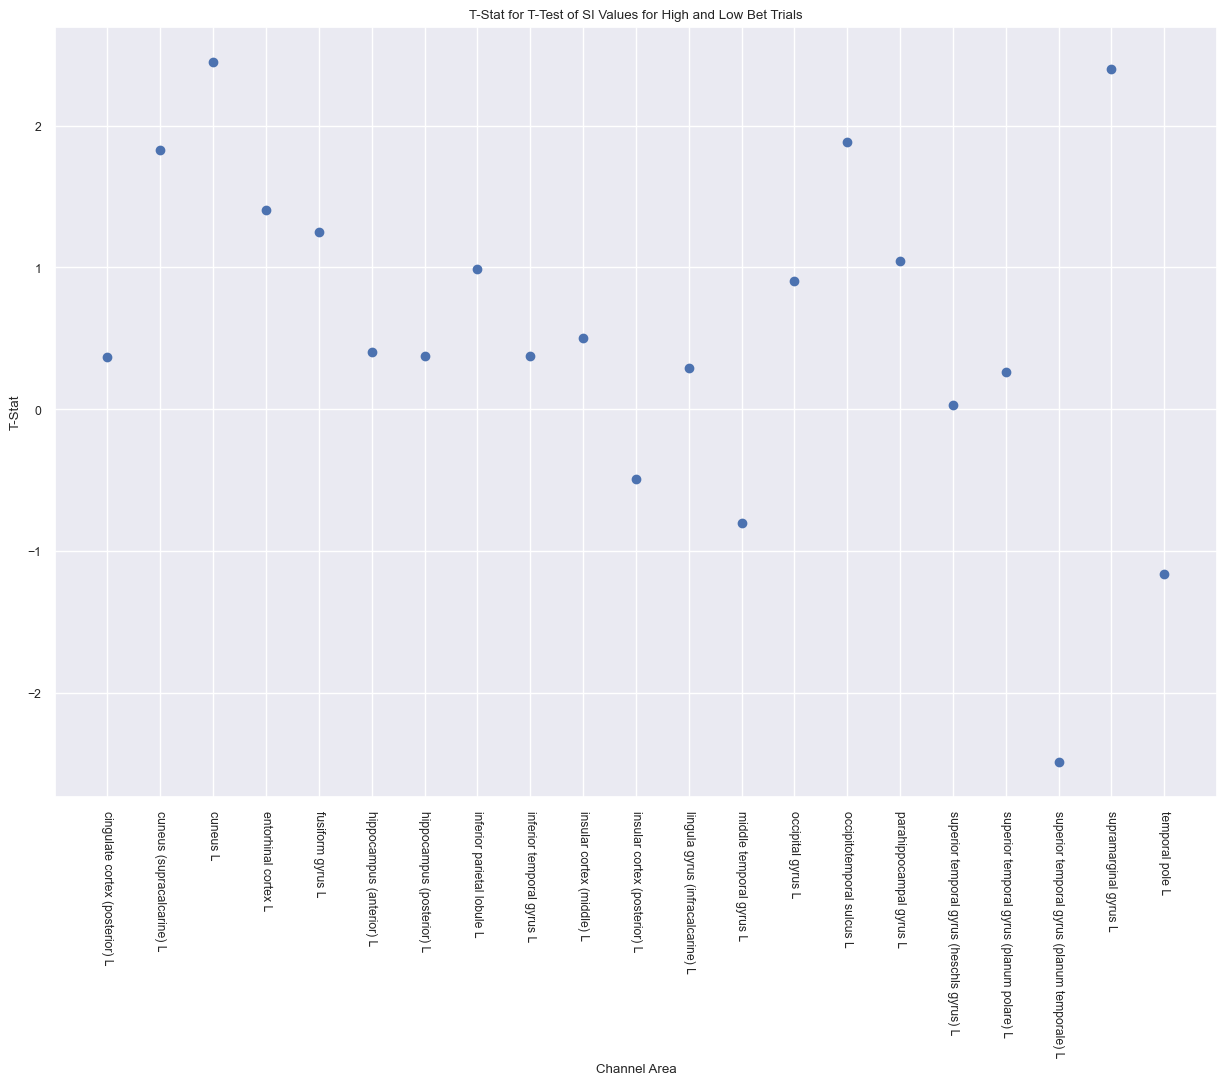 T-Stat for T-Test of SI Values for High and Low Bet Trials
2
1
0
−1
−2
T-Stat
cingulate cortex (posterior) L
cuneus (supracalcarine) L
cuneus L
entorhinal cortex L
fusiform gyrus L
hippocampus (anterior) L
hippocampus (posterior) L
inferior parietal lobule L
inferior temporal gyrus L
insular cortex (middle) L
insular cortex (posterior) L
lingula gyrus (infracalcarine) L
middle temporal gyrus L
occipital gyrus L
occipitotemporal sulcus L
parahippocampal gyrus L
superior temporal gyrus (heschls gyrus) L
superior temporal gyrus (planum polare) L
superior temporal gyrus (planum temporale) L
supramarginal gyrus L
temporal pole L
Channel Area